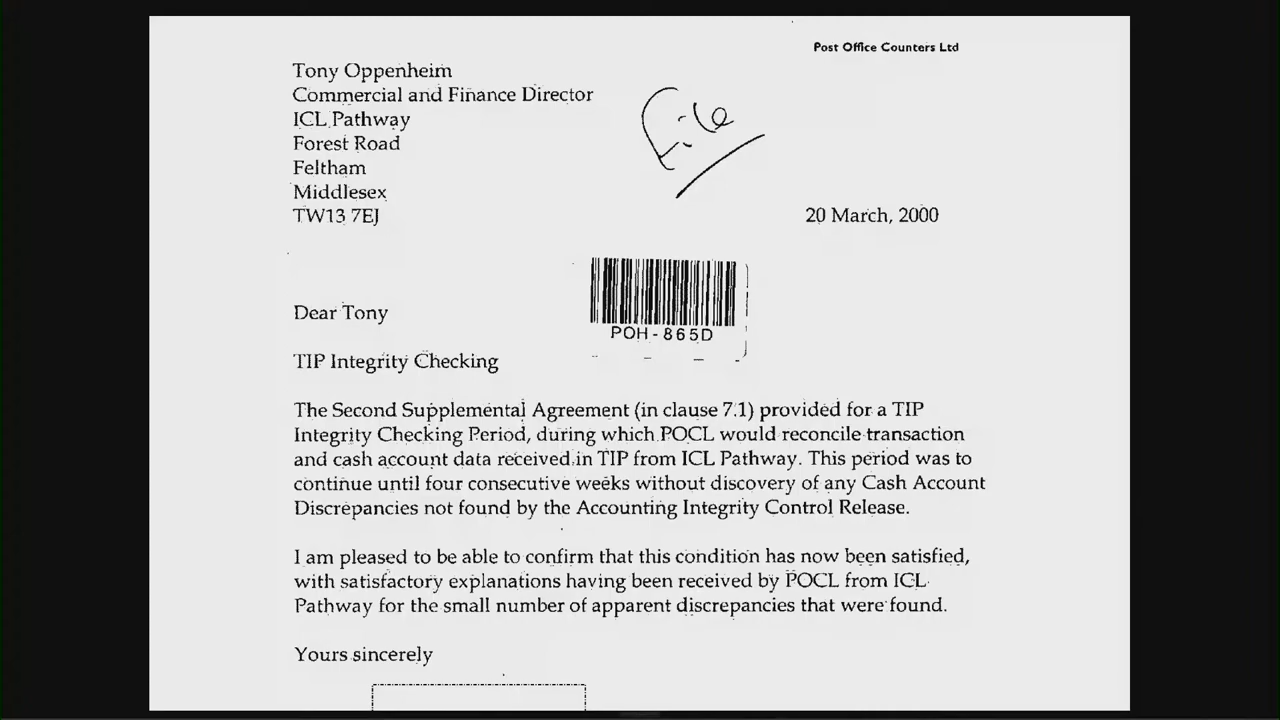 Post Office Counters Ltd
Tony Oppenheim
Commercial and Finance Director
ICL Pathway
Forest Road
Feltham
Middlesex
TW13 7EJ
File
20 March, 2000
POH-865D
Dear Tony
TIP Integrity Checking
The Second Supplemental Agreement (in clause 7.1) provided for a TIP
Integrity Checking Period, during which POCL would reconcile transaction
and cash account data received in TIP from ICL Pathway. This period was to
continue until four consecutive weeks without discovery of any Cash Account
Discrepancies not found by the Accounting Integrity Control Release.
I am pleased to be able to confirm that this condition has now been satisfied,
with satisfactory explanations having been received by POCL from ICL
Pathway for the small number of apparent discrepancies that were found.
Yours sincerely